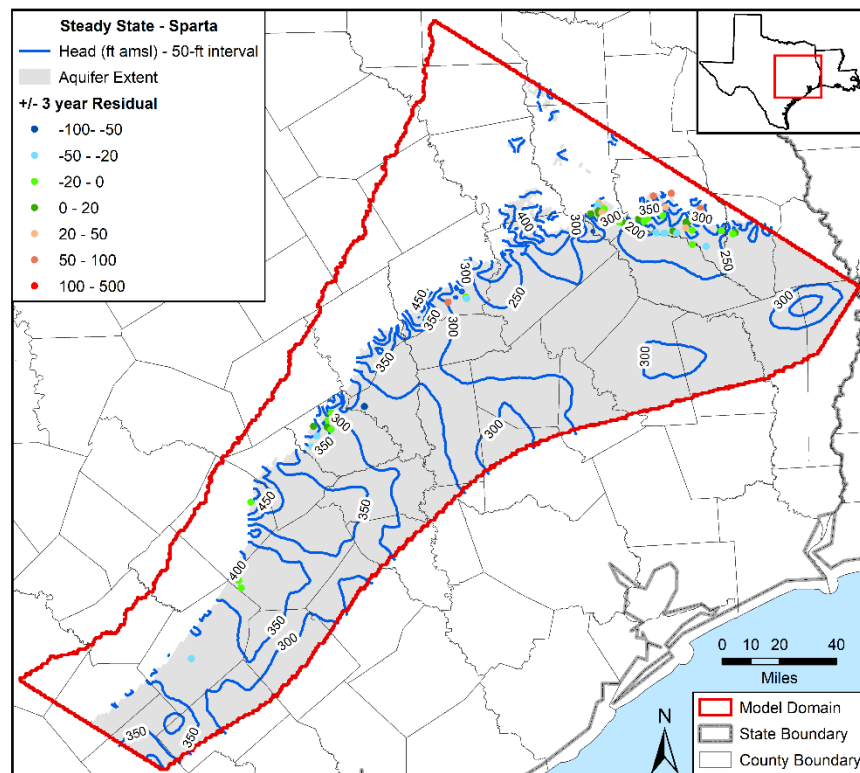 Steady State - Sparta
Head (ft amsl) - 50-ft interval
Aquifer Extent
+/- 3 year Residual
-100- -50
-50 - -20
-20 - 0
0 - 20
20 - 50
50 - 100
100 - 500
400
300
300
350
300
200
250
300
250
450
350
300
300
300
300
350
450
350
400
350
300
350
350
0 10 20 40
Miles
N
Model Domain
State Boundary
County Boundary